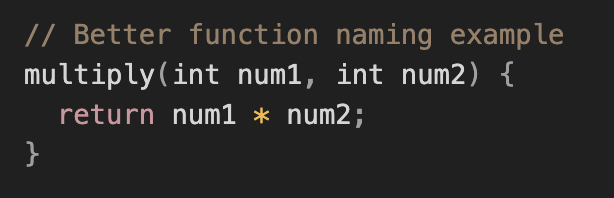 // Better function naming example
multiply(int num1, int num2) {
  return num1 * num2;
}